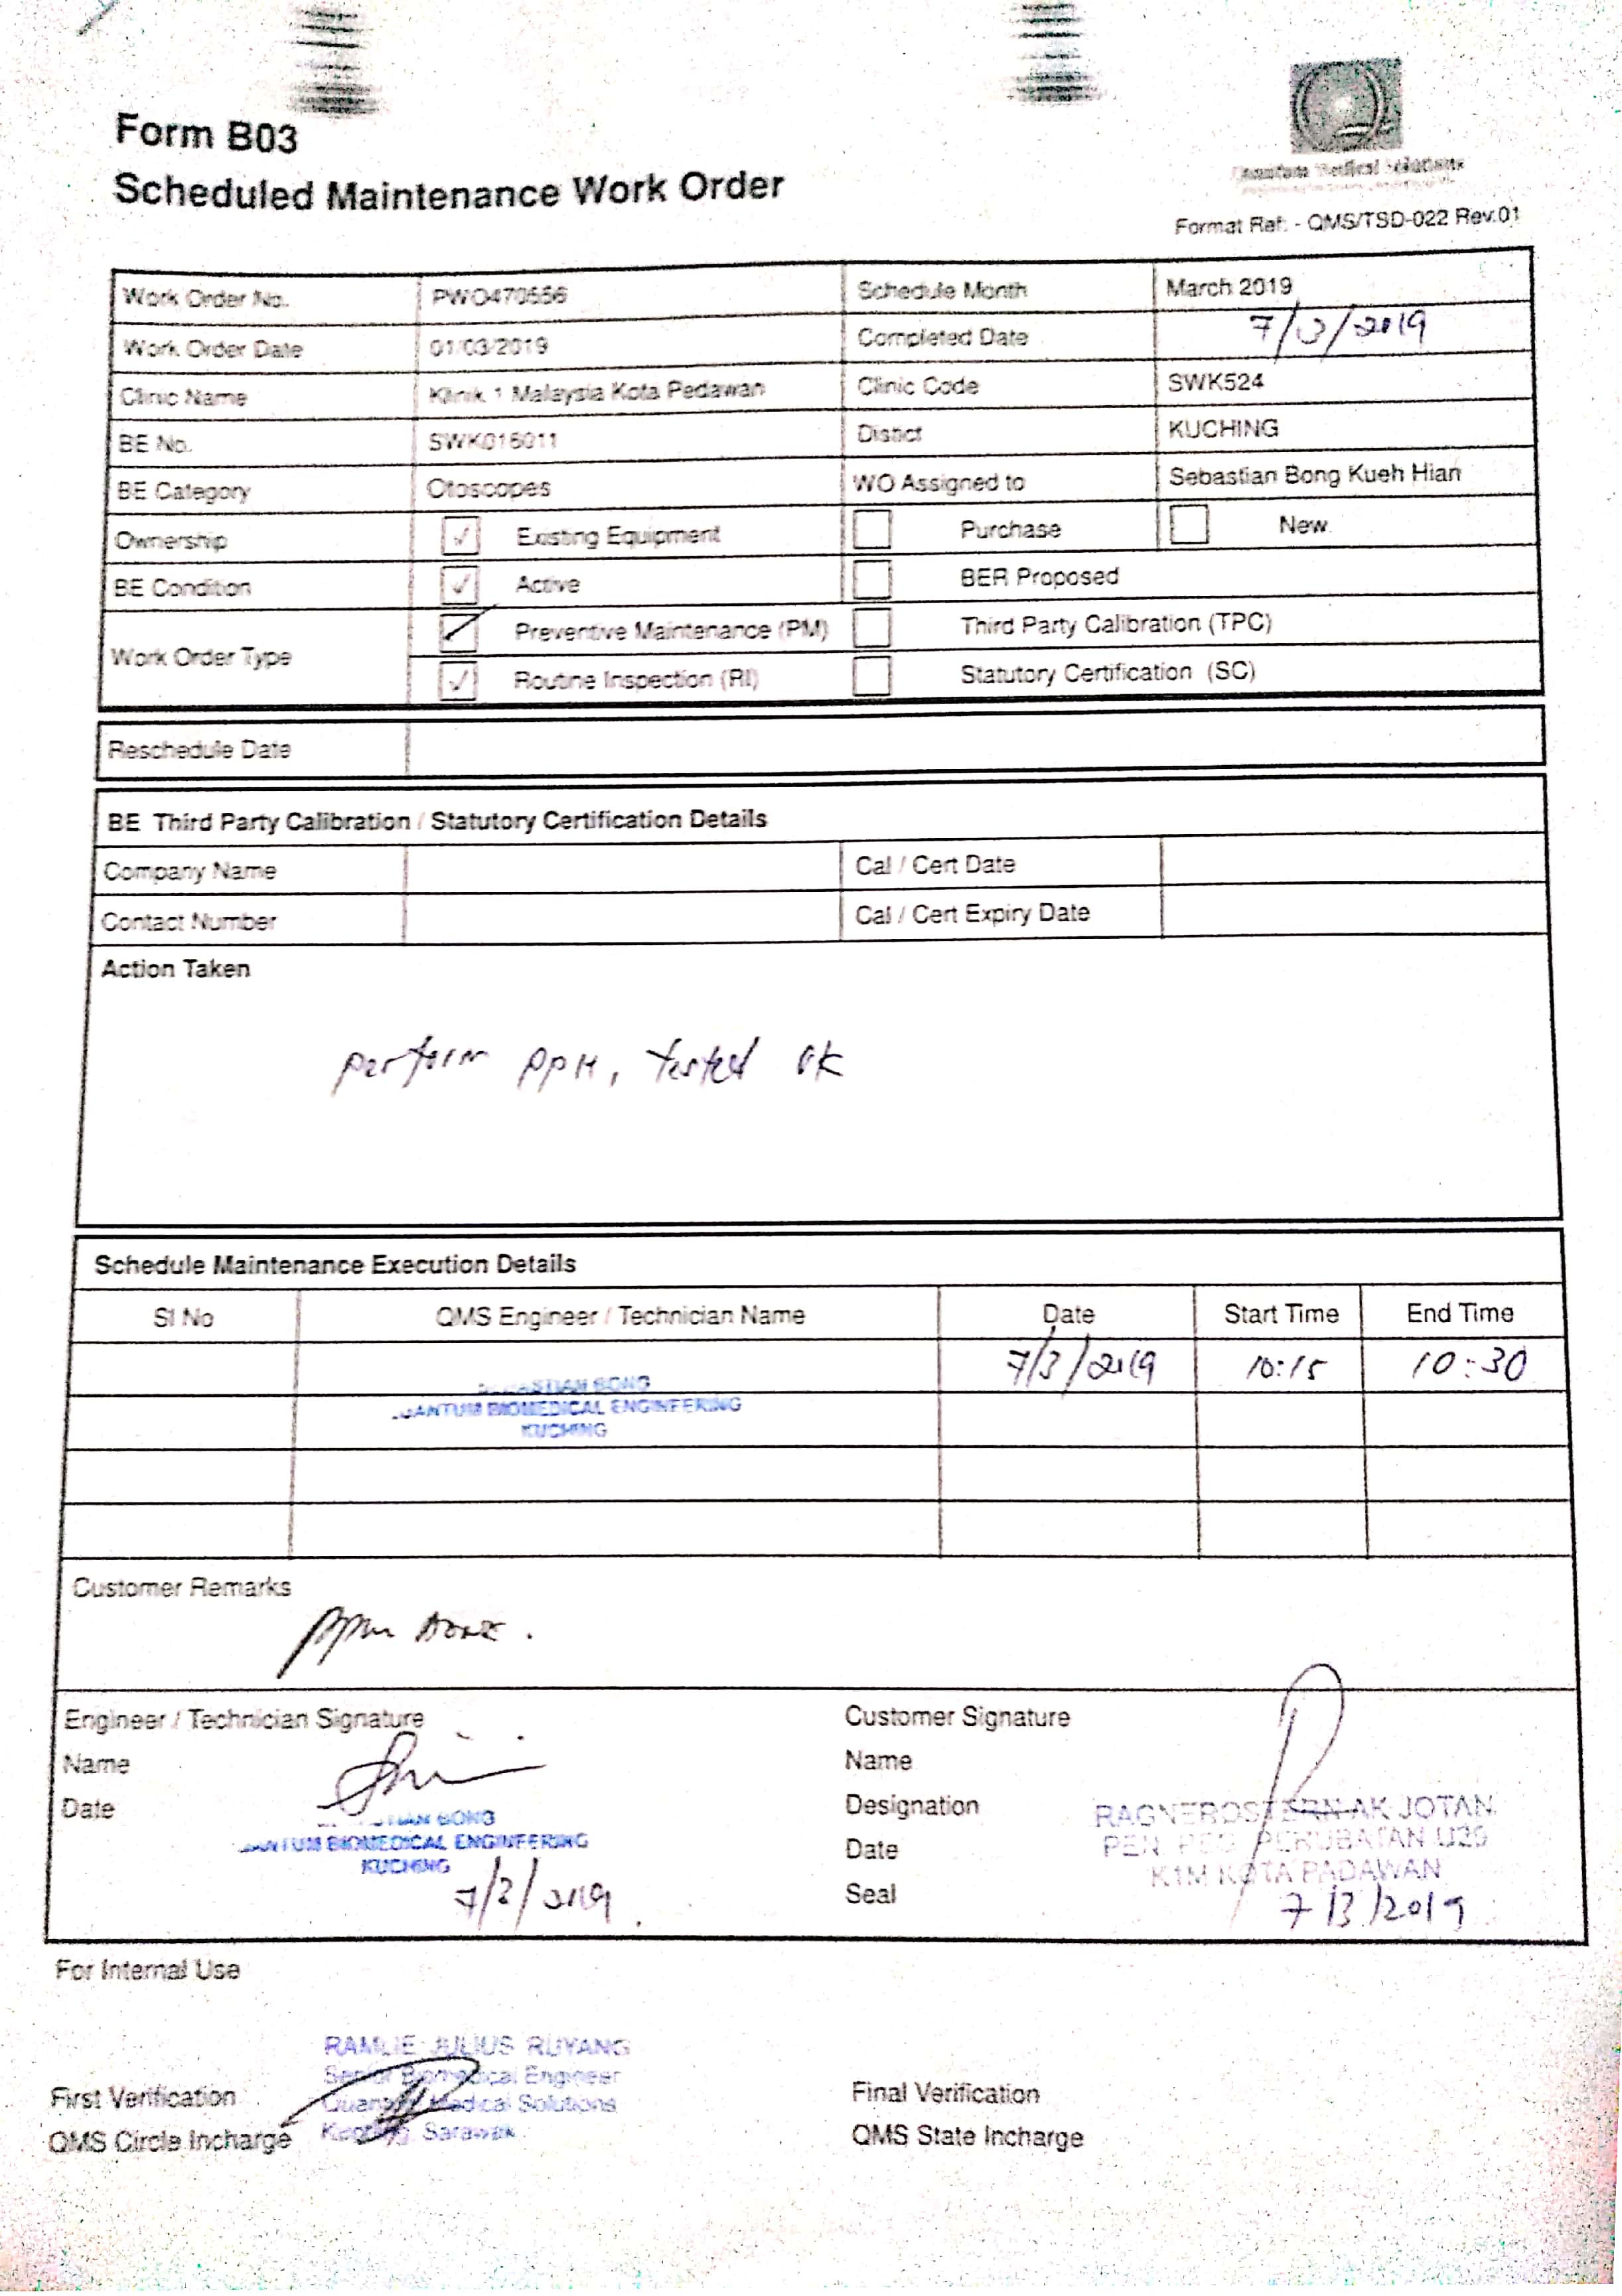 Form B03
Scheduled Maintenance Work Order
Quantum Medical Solutions
Format Ref: - QMS/TSD-022 Rev.01
Work Order No. PWO470556 Schedule Month March 2019
Work Order Date 01/03/2019 Completed Date 7/3/2019
Clinic Name Klinik 1 Malaysia Kota Pedawan Clinic Code SWK524
BE No. SWK016011 Distict KUCHING
BE Category Otoscopes WO Assigned to Sebastian Bong Kueh Hian
Ownership ✓ Existing Equipment Purchase New
BE Condition ✓ Active BER Proposed
Work Order Type ✓ Preventive Maintenance (PM) Third Party Calibration (TPC)
✓ Routine Inspection (RI) Statutory Certification (SC)
Reschedule Date
BE Third Party Calibration / Statutory Certification Details
Company Name Cal / Cert Date
Contact Number Cal / Cert Expiry Date
Action Taken
perform PPM, tested ok
Schedule Maintenance Execution Details
Sl No QMS Engineer / Technician Name Date Start Time End Time
7/3/2019 10:15 10:30
BONG
BIOMEDICAL ENGINEERING
KUCHING
Customer Remarks
ppm done.
Engineer / Technician Signature Customer Signature
Name Name
Date Designation
Date
Seal
BONG
BIOMEDICAL ENGINEERING
KUCHING
7/3/2019
AK JOTAN
PERUBATAN U29
K1M KOTA PADAWAN
7/3/2019
For Internal Use
RAMLIE JULIUS RUYANG
Senior Biomedical Engineer
Quantum Medical Solutions
Kuching, Sarawak
First Verification Final Verification
QMS Circle Incharge QMS State Incharge